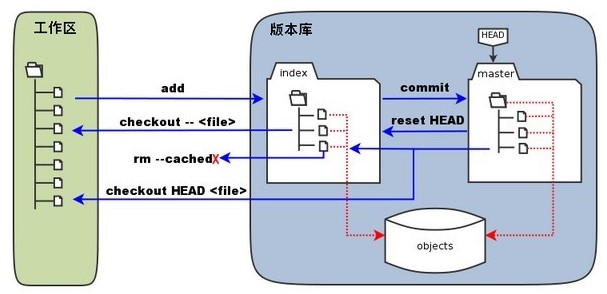 工作区
版本库
HEAD
index
master
add
commit
checkout -- <file>
reset HEAD
rm --cached
X
checkout HEAD <file>
objects